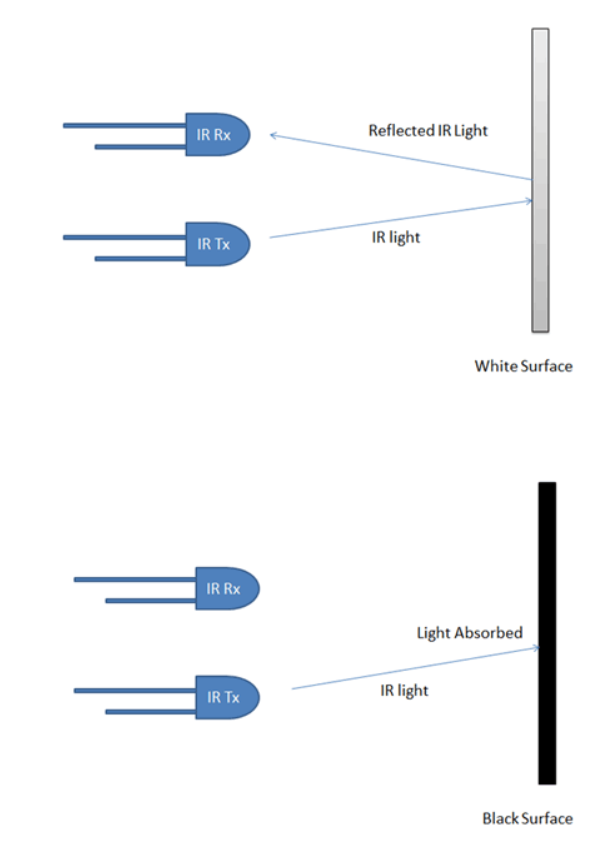 IR Rx
Reflected IR Light
IR Tx
IR light
White Surface
IR Rx
Light Absorbed
IR Tx
IR light
Black Surface